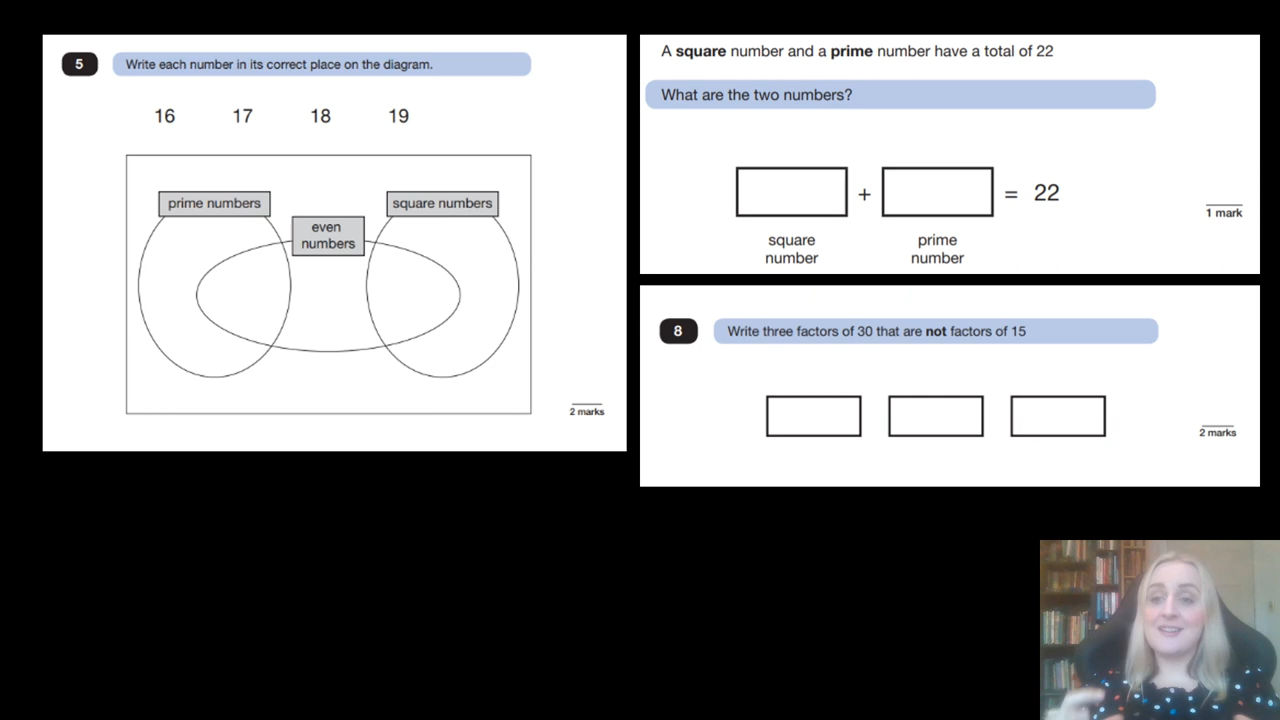 5 Write each number in its correct place on the diagram.
16 17 18 19
prime numbers
square numbers
even
numbers
2 marks
A square number and a prime number have a total of 22
What are the two numbers?
+ = 22
1 mark
square prime
number number
8 Write three factors of 30 that are not factors of 15
2 marks